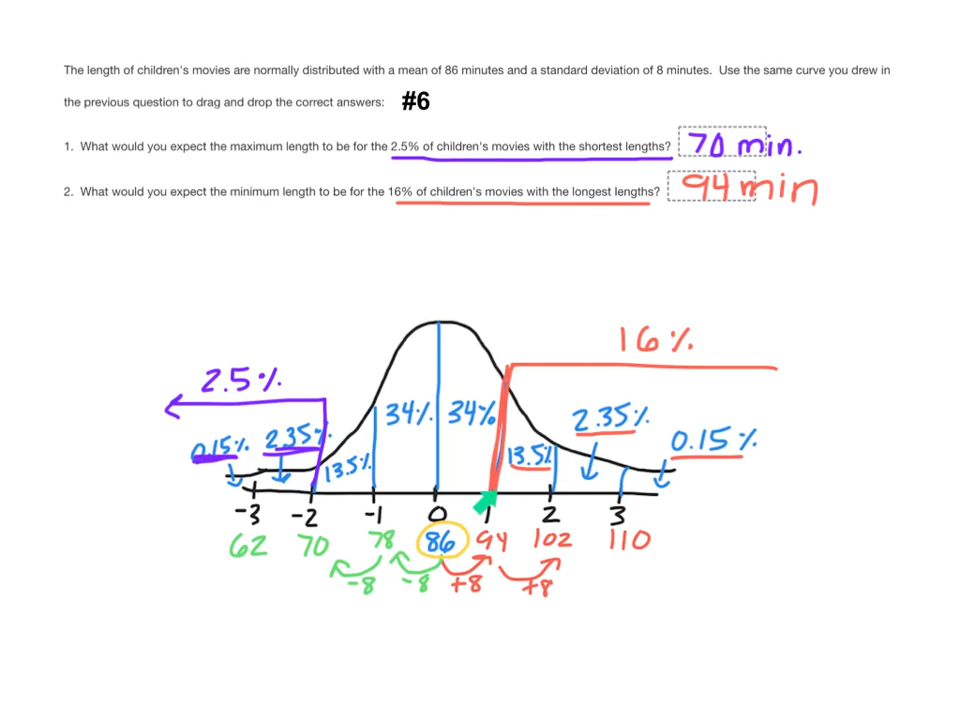 The length of children's movies are normally distributed with a mean of 86 minutes and a standard deviation of 8 minutes. Use the same curve you drew in
the previous question to drag and drop the correct answers: #6
1. What would you expect the maximum length to be for the 2.5% of children's movies with the shortest lengths? 70 min.
2. What would you expect the minimum length to be for the 16% of children's movies with the longest lengths? 94 min
16%
2.5%
34% 34% 2.35%
0.15% 2.35% 0.15%
13.5% 13.5%
-3 -2 -1 0 1 2 3
62 70 78 86 94 102 110
-8 -8 +8 +8